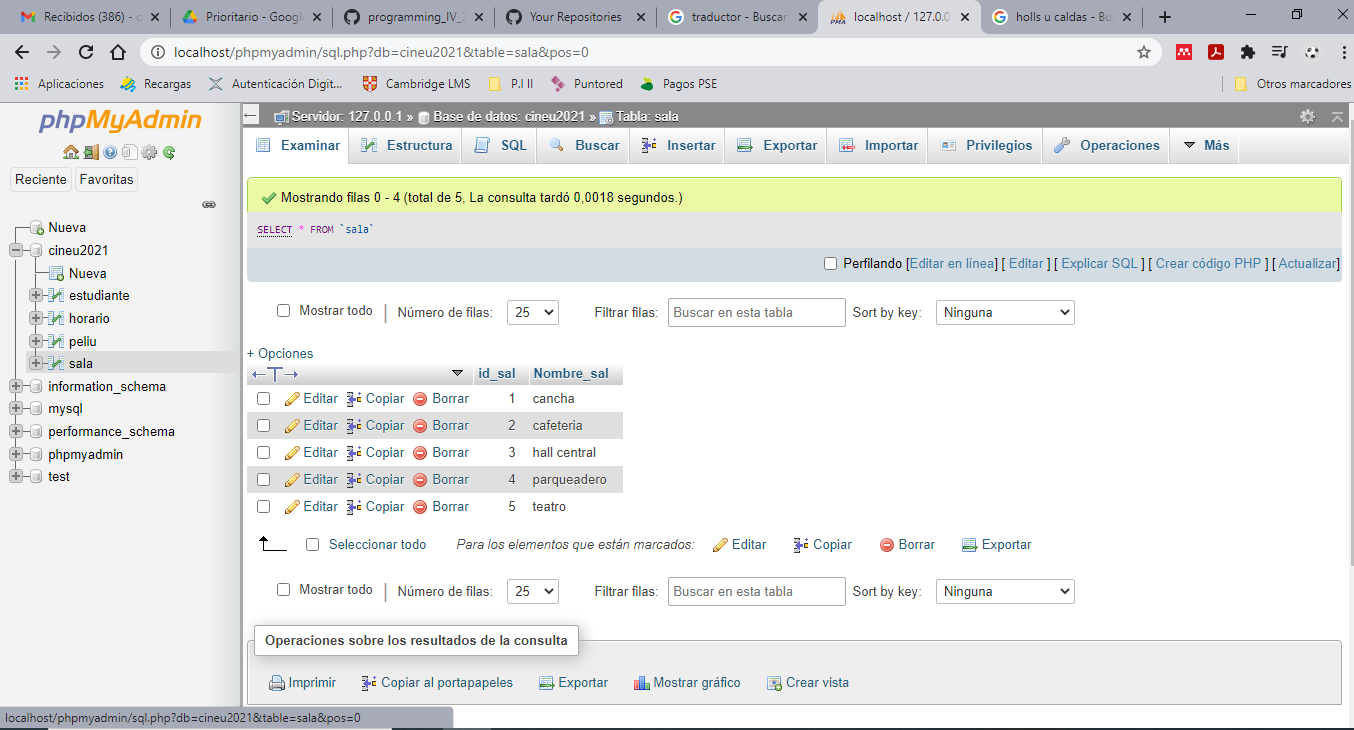 Recibidos (386) - c
Prioritario - Googl
programming_IV_2
Your Repositories
traductor - Buscar
localhost / 127.0.0
holls u caldas - Bu
localhost/phpmyadmin/sql.php?db=cineu2021&table=sala&pos=0
Aplicaciones
Recargas
Autenticación Digit...
Cambridge LMS
P.I II
Puntored
Pagos PSE
Otros marcadores
phpMyAdmin
Reciente
Favoritas
Nueva
cineu2021
Nueva
estudiante
horario
peliu
sala
information_schema
mysql
performance_schema
phpmyadmin
test
Servidor: 127.0.0.1 » Base de datos: cineu2021 » Tabla: sala
Examinar
Estructura
SQL
Buscar
Insertar
Exportar
Importar
Privilegios
Operaciones
Más
Mostrando filas 0 - 4 (total de 5, La consulta tardó 0,0018 segundos.)
SELECT * FROM `sala`
Perfilando [Editar en línea] [ Editar ] [ Explicar SQL ] [ Crear código PHP ] [ Actualizar]
Mostrar todo | Número de filas: 25 Filtrar filas: Buscar en esta tabla Sort by key: Ninguna
+ Opciones
id_sal Nombre_sal
Editar Copiar Borrar 1 cancha
Editar Copiar Borrar 2 cafeteria
Editar Copiar Borrar 3 hall central
Editar Copiar Borrar 4 parqueadero
Editar Copiar Borrar 5 teatro
Seleccionar todo Para los elementos que están marcados: Editar Copiar Borrar Exportar
Mostrar todo | Número de filas: 25 Filtrar filas: Buscar en esta tabla Sort by key: Ninguna
Operaciones sobre los resultados de la consulta
Imprimir Copiar al portapapeles Exportar Mostrar gráfico Crear vista
localhost/phpmyadmin/sql.php?db=cineu2021&table=sala&pos=0